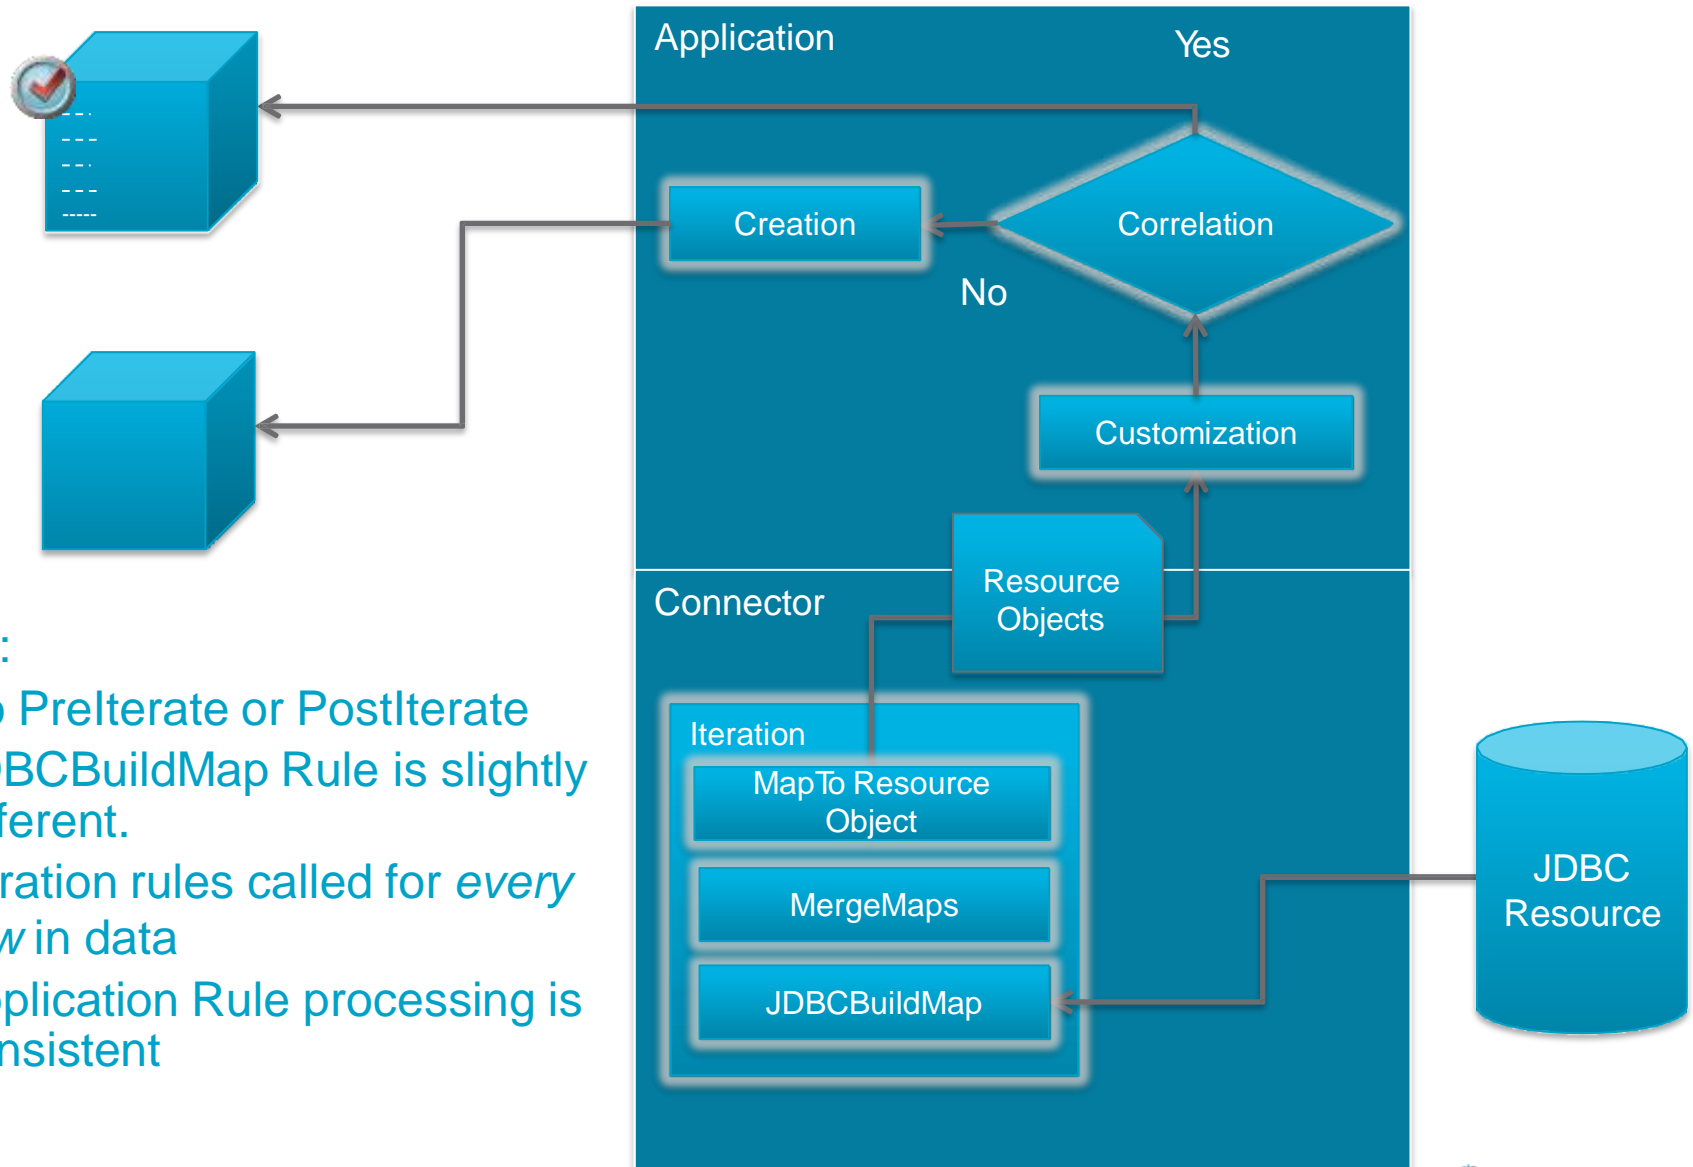 Application
Yes
Creation
Correlation
No
Customization
Resource
Objects
Connector
:
PreIterate or PostIterate
BCBuildMap Rule is slightly
ferent.
ration rules called for every
w in data
plication Rule processing is
nsistent
Iteration
MapTo Resource
Object
MergeMaps
JDBCBuildMap
JDBC
Resource